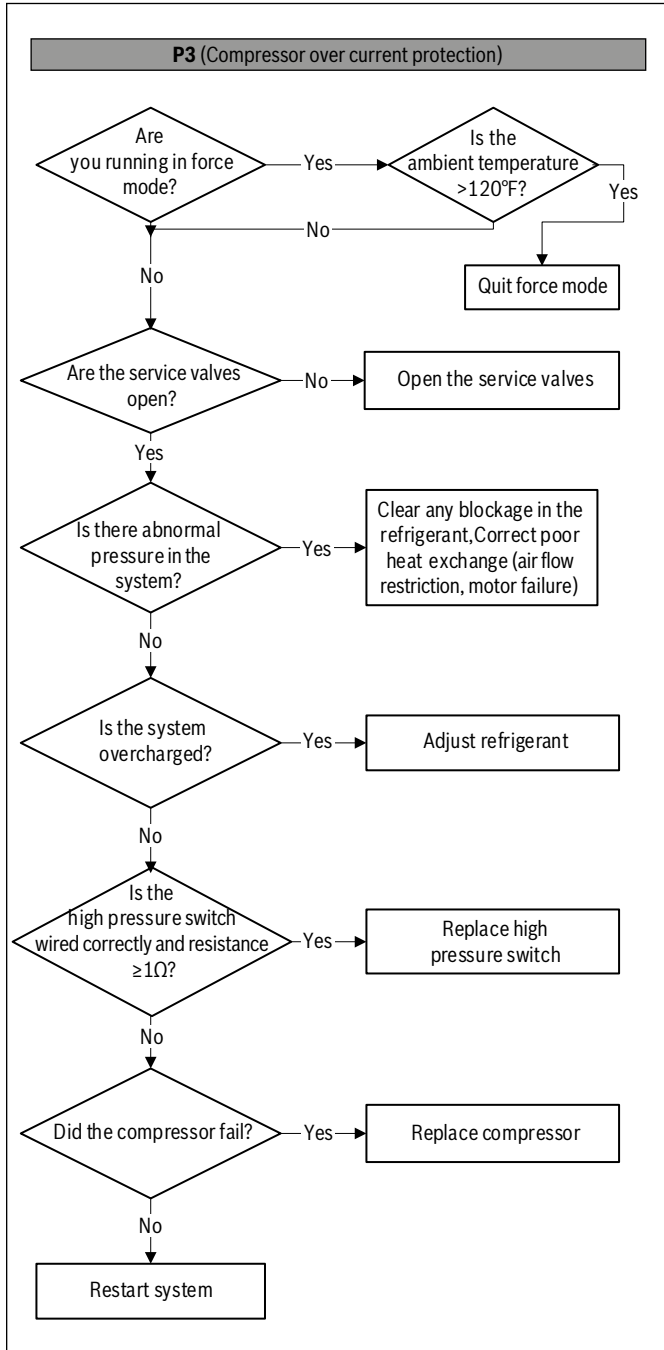 P3 (Compressor over current protection)
Are
you running in force
mode?
Yes
Is the
ambient temperature
>120°F?
Yes
No
No
Quit force mode
Are the service valves
open?
No
Open the service valves
Yes
Is there abnormal
pressure in the
system?
Yes
Clear any blockage in the
refrigerant,Correct poor
heat exchange (air flow
restriction, motor failure)
No
Is the system
overcharged?
Yes
Adjust refrigerant
No
Is the
high pressure switch
wired correctly and resistance
≥1Ω?
Yes
Replace high
pressure switch
No
Did the compressor fail?
Yes
Replace compressor
No
Restart system